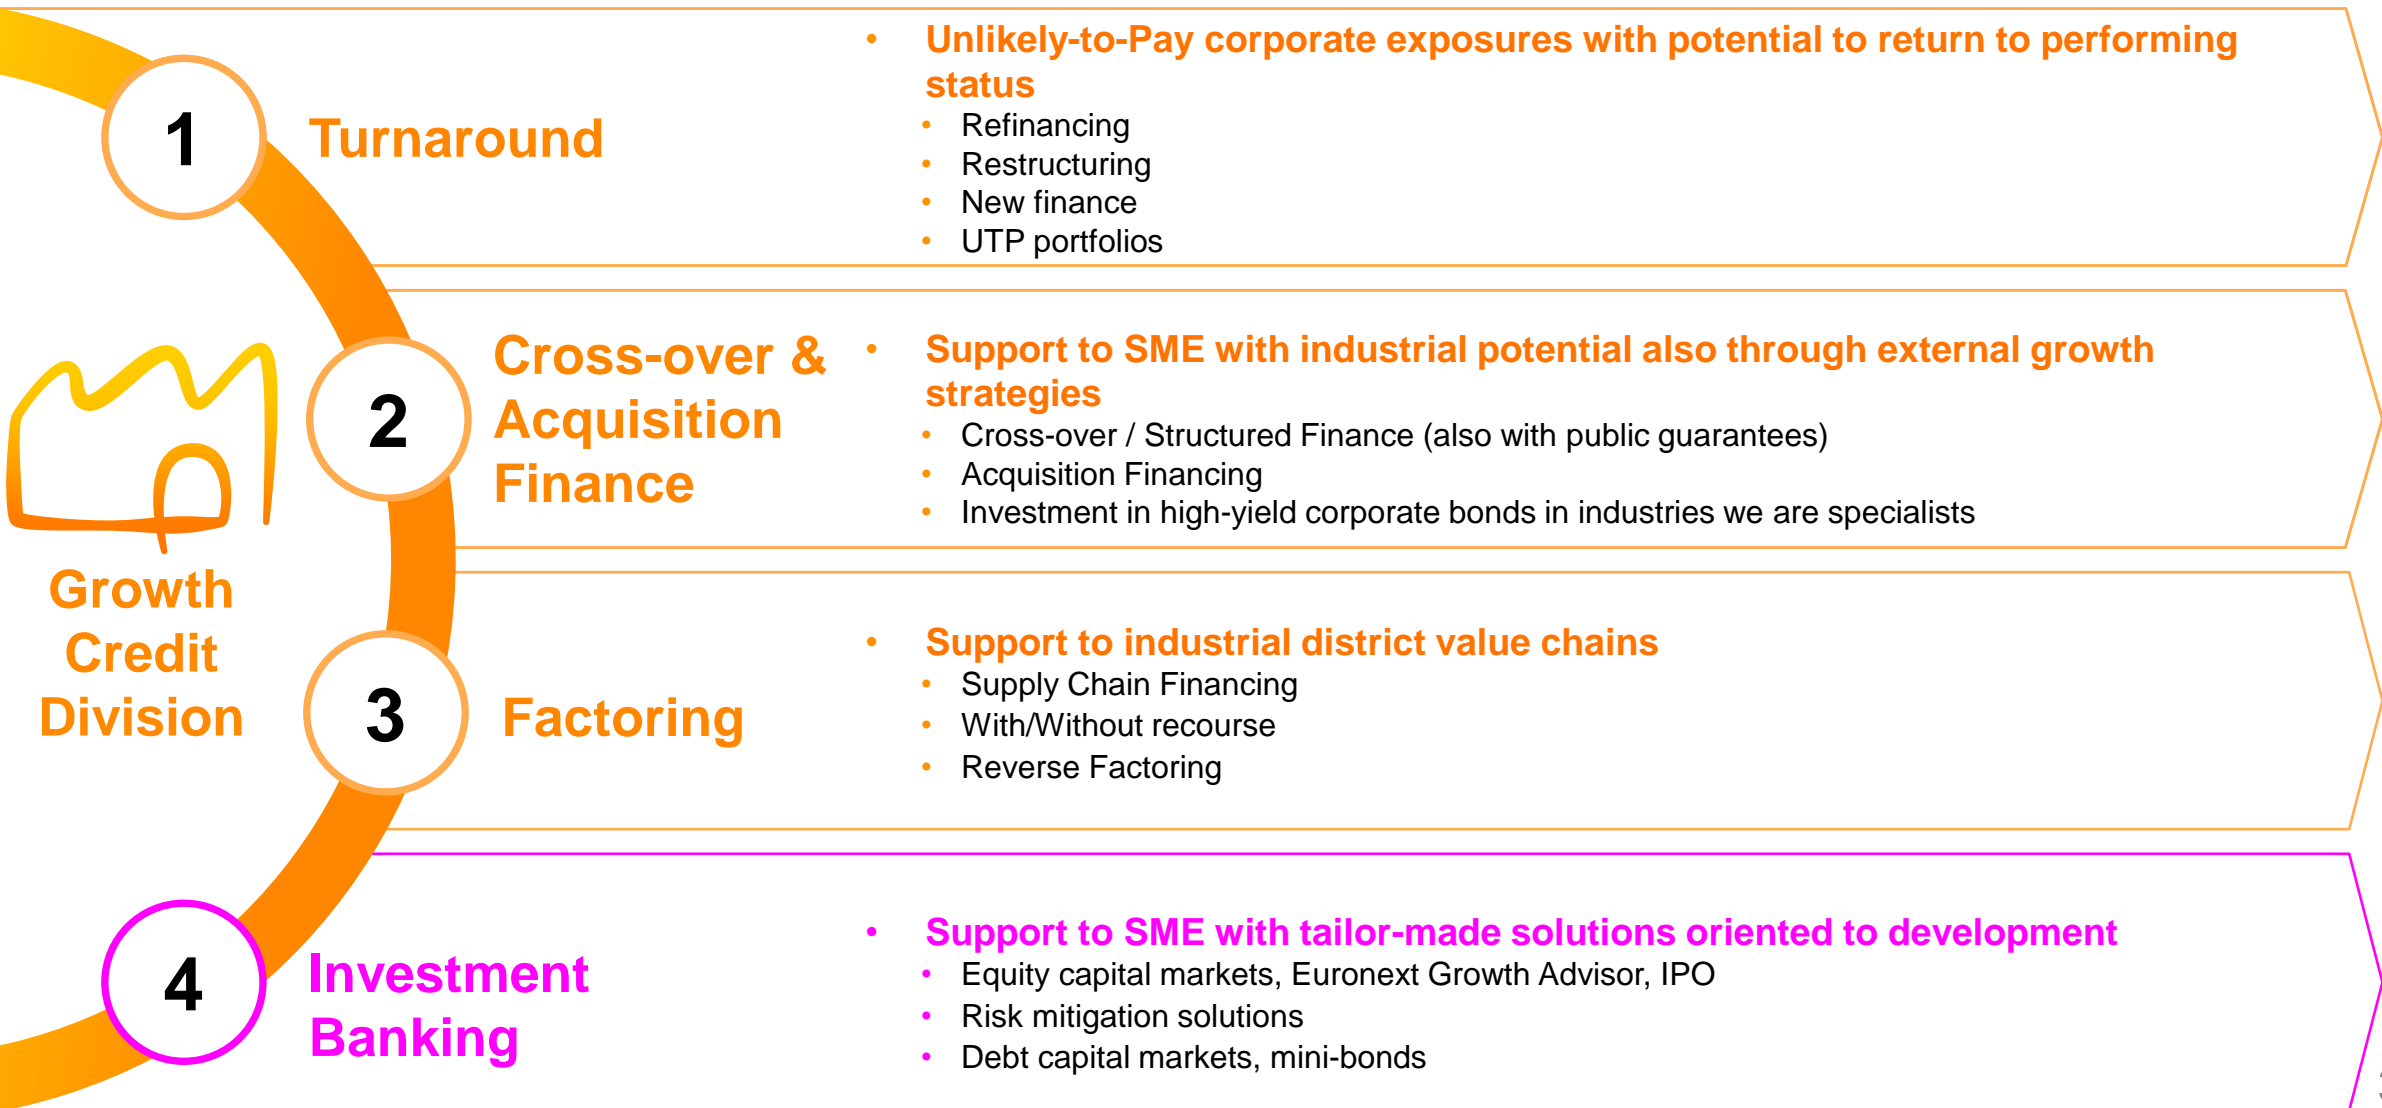 Growth
Credit
Division
1
Turnaround
• Unlikely-to-Pay corporate exposures with potential to return to performing
status
• Refinancing
• Restructuring
• New finance
• UTP portfolios
2
Cross-over &
Acquisition
Finance
• Support to SME with industrial potential also through external growth
strategies
• Cross-over / Structured Finance (also with public guarantees)
• Acquisition Financing
• Investment in high-yield corporate bonds in industries we are specialists
3
Factoring
• Support to industrial district value chains
• Supply Chain Financing
• With/Without recourse
• Reverse Factoring
4
Investment
Banking
• Support to SME with tailor-made solutions oriented to development
• Equity capital markets, Euronext Growth Advisor, IPO
• Risk mitigation solutions
• Debt capital markets, mini-bonds